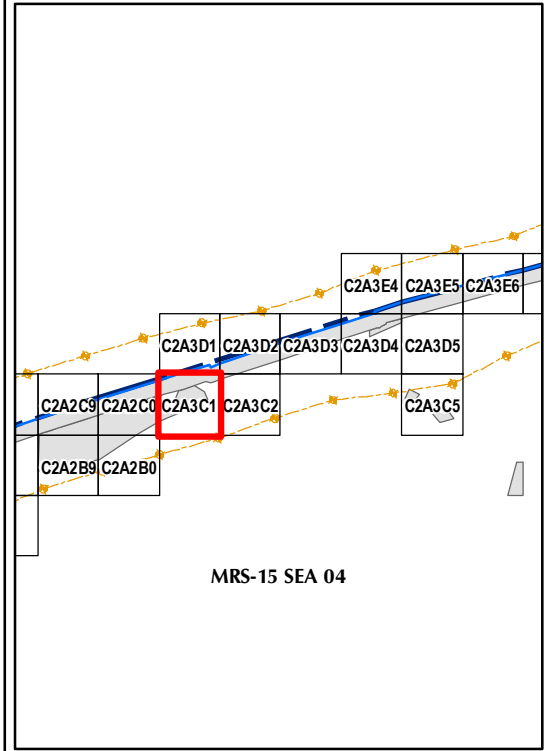 C2A3E4 C2A3E5 C2A3E6
C2A3D1 C2A3D2 C2A3D3 C2A3D4 C2A3D5
C2A2C9 C2A2C0 C2A3C1 C2A3C2 C2A3C5
C2A2B9 C2A2B0
MRS-15 SEA 04